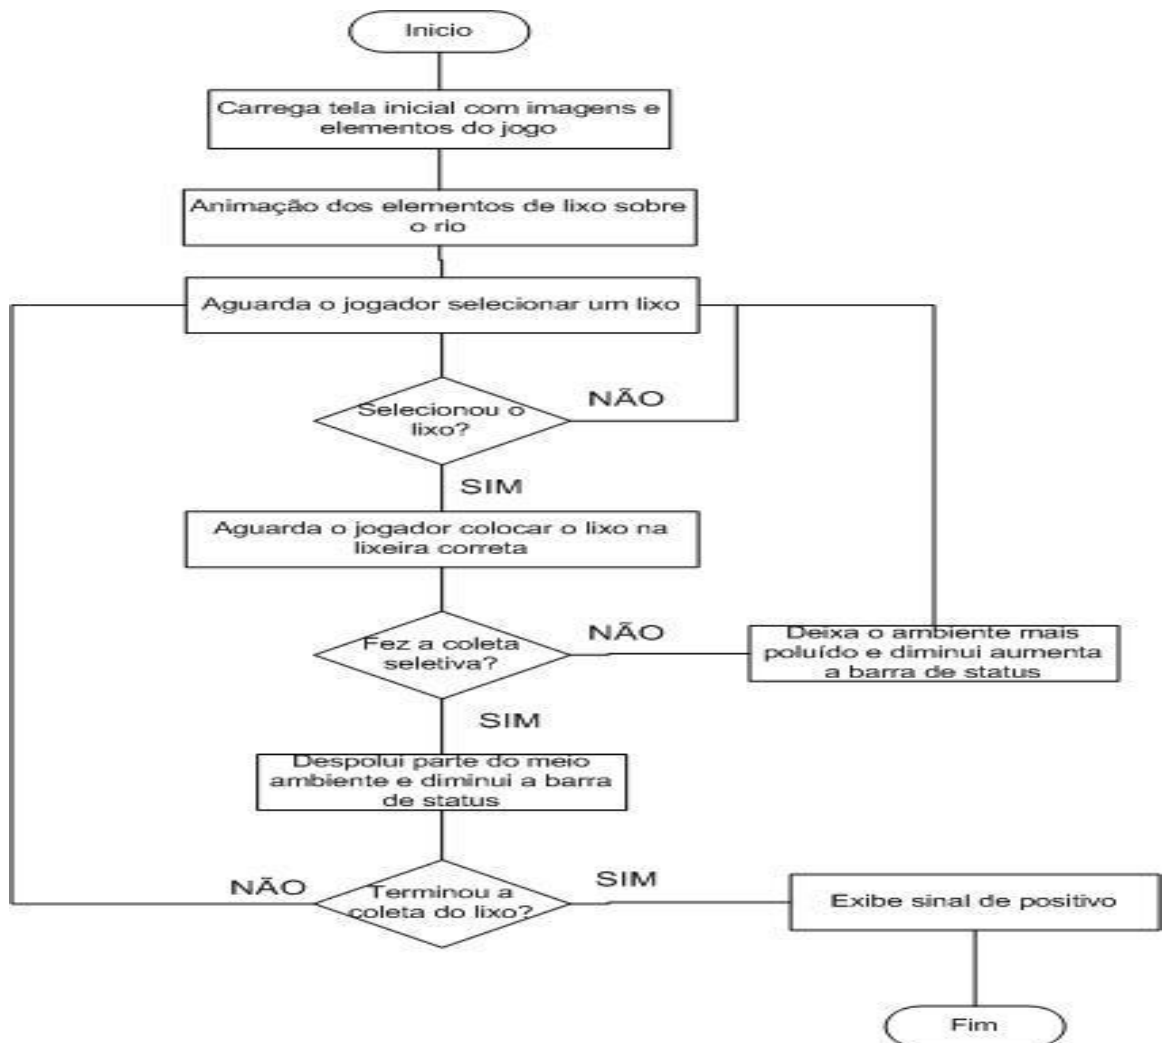 Inicio
Carrega tela inicial com imagens e
elementos do jogo
Animação dos elementos de lixo sobre
o rio
Aguarda o jogador selecionar um lixo
NÃO
Selecionou o
lixo?
SIM
Aguarda o jogador colocar o lixo na
lixeira correta
NÃO
Fez a coleta
seletiva?
Deixa o ambiente mais
poluído e diminui aumenta
a barra de status
SIM
Despolui parte do meio
ambiente e diminui a barra
de status
NÃO
Terminou a
coleta do lixo?
SIM
Exibe sinal de positivo
Fim